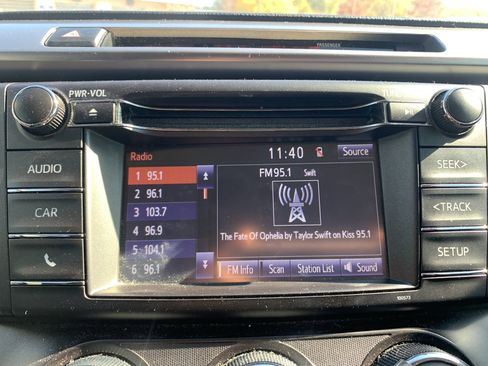 PASSENGER
PWR·VOL
TUNE
AUDIO
CAR
SEEK>
<TRACK
SETUP
Radio
11:40
Source
1 95.1
2 96.1
3 103.7
4 96.9
5 104.1
6 96.1
FM 95.1 Swift
The Fate Of Ophelia by Taylor Swift on Kiss 95.1
FM Info
Scan
Station List
Sound
100573